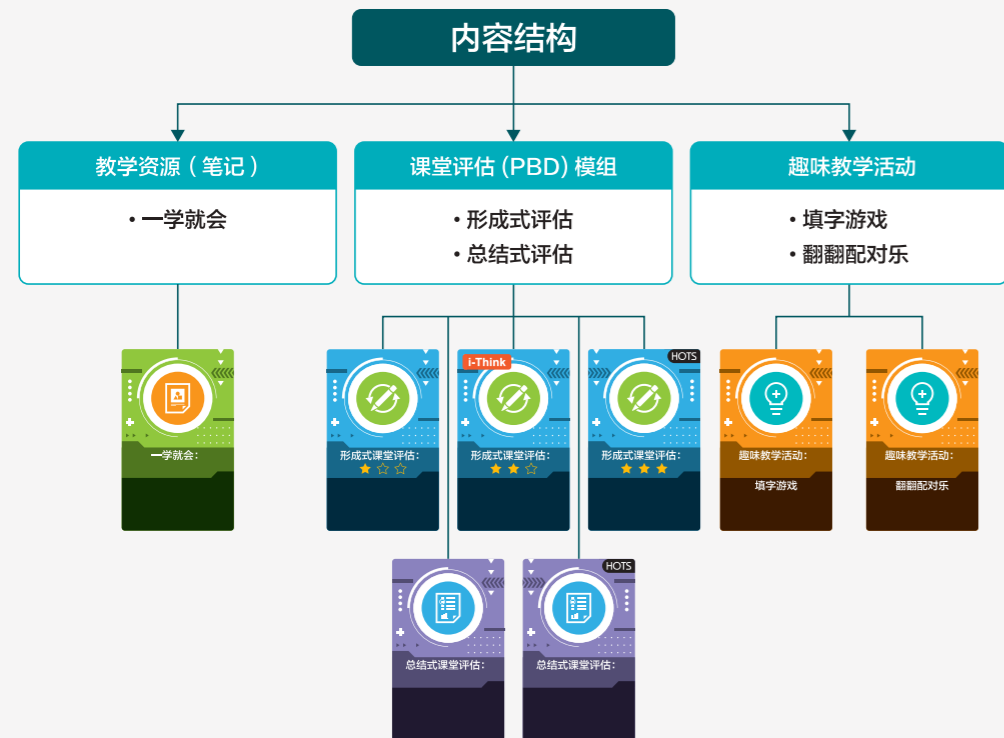 内容结构
教学资源（笔记）
• 一学就会
课堂评估 (PBD) 模组
• 形成式评估
• 总结式评估
趣味教学活动
• 填字游戏
• 翻翻配对乐
一学就会：
形成式课堂评估：
i-Think
形成式课堂评估：
HOTS
形成式课堂评估：
趣味教学活动：
填字游戏
趣味教学活动：
翻翻配对乐
总结式课堂评估：
HOTS
总结式课堂评估：